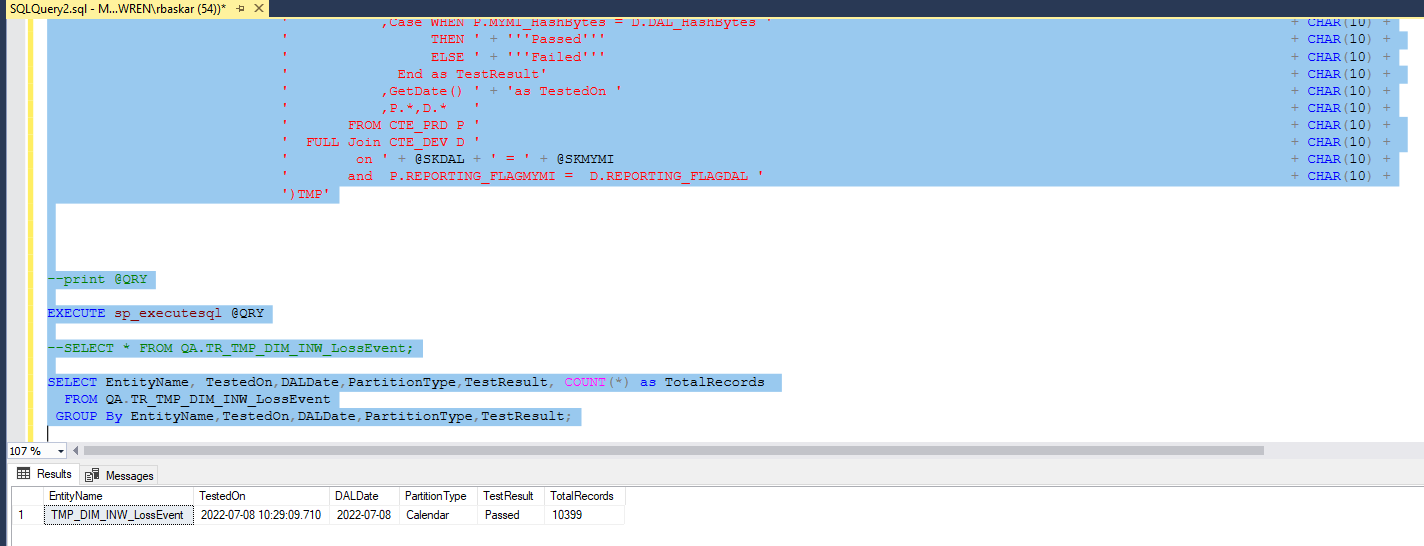 SQLQuery2.sql - M...WREN\rbaskar (54))*
' ,Case WHEN P.MYMI_HashBytes = D.DAL_HashBytes ' + CHAR(10) +
' THEN ' + '''Passed''' + CHAR(10) +
' ELSE ' + '''Failed''' + CHAR(10) +
' End as TestResult' + CHAR(10) +
' ,GetDate() ' + 'as TestedOn ' + CHAR(10) +
' ,P.*,D.* ' + CHAR(10) +
' FROM CTE_PRD P ' + CHAR(10) +
' FULL Join CTE_DEV D ' + CHAR(10) +
' on ' + @SKDAL + ' = ' + @SKMYMI + CHAR(10) +
' and P.REPORTING_FLAGMYMI = D.REPORTING_FLAGDAL ' + CHAR(10) +
')TMP'
--print @QRY
EXECUTE sp_executesql @QRY
--SELECT * FROM QA.TR_TMP_DIM_INW_LossEvent;
SELECT EntityName, TestedOn,DALDate,PartitionType,TestResult, COUNT(*) as TotalRecords
FROM QA.TR_TMP_DIM_INW_LossEvent
GROUP By EntityName,TestedOn,DALDate,PartitionType,TestResult;
107 %
Results Messages
EntityName TestedOn DALDate PartitionType TestResult TotalRecords
1 TMP_DIM_INW_LossEvent 2022-07-08 10:29:09.710 2022-07-08 Calendar Passed 10399